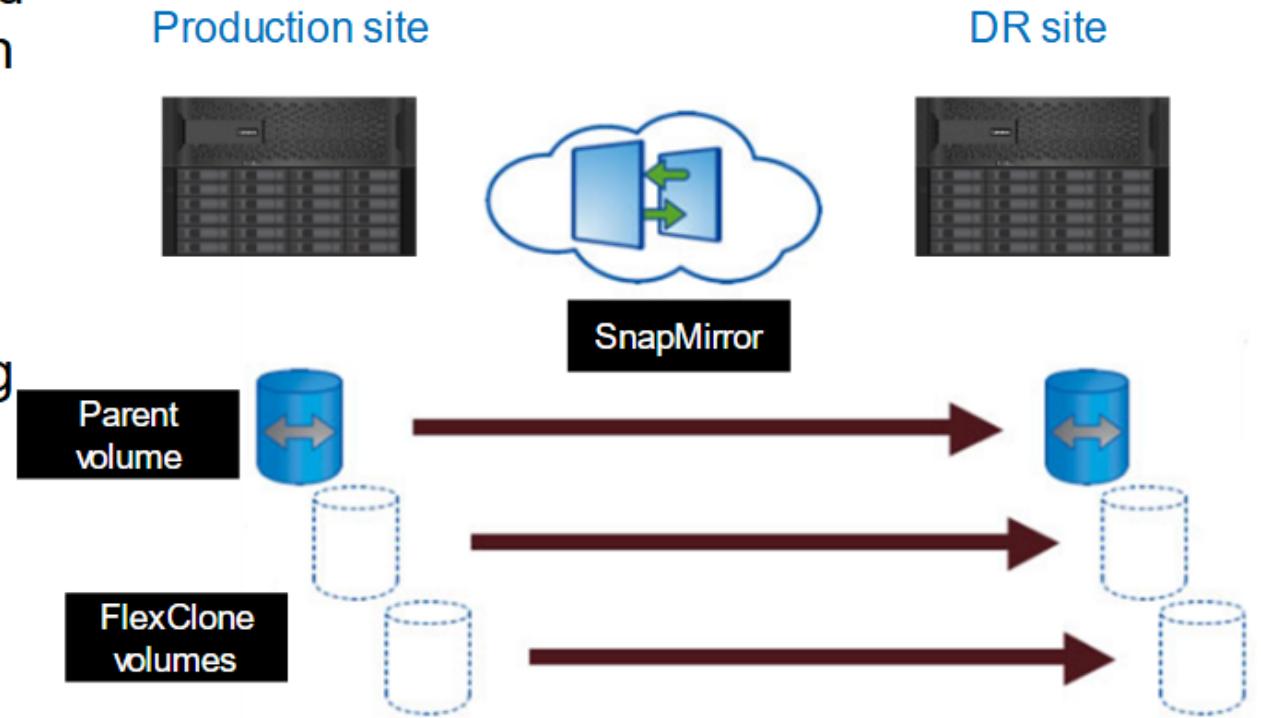 Production site
DR site
SnapMirror
Parent
volume
FlexClone
volumes